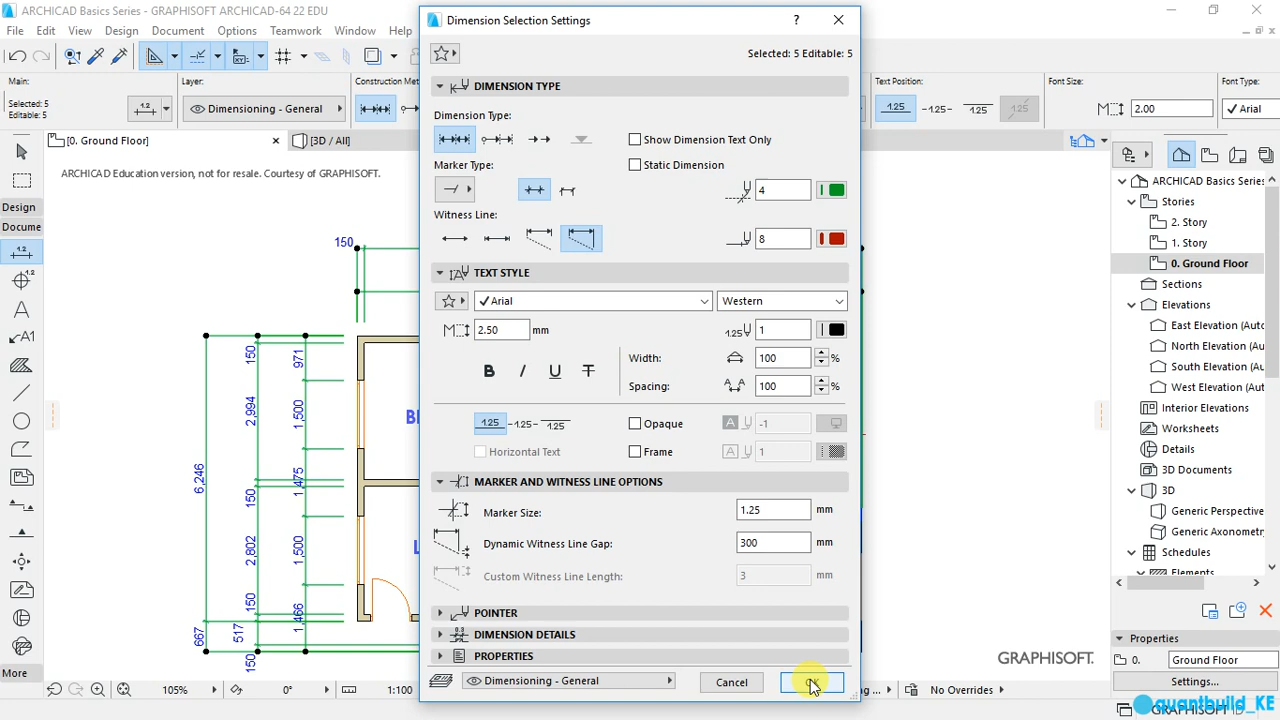 ARCHICAD Basics Series - GRAPHISOFT ARCHICAD-64 22 EDU
File Edit View Design Document Options Teamwork Window Help
Main:
Selected: 5
Editable: 5
Layer:
Dimensioning - General
Construction Met
Text Position:
Font Size:
2.00
Font Type:
Arial
[0. Ground Floor]
[3D / All]
ARCHICAD Education version, not for resale. Courtesy of GRAPHISOFT.
Design
Docume
More
Dimension Selection Settings
Selected: 5 Editable: 5
DIMENSION TYPE
Dimension Type:
Show Dimension Text Only
Marker Type:
Static Dimension
4
Witness Line:
8
TEXT STYLE
Arial
Western
2.50 mm
1
Width: 100 %
Spacing: 100 %
Opaque -1
Horizontal Text
Frame 1
MARKER AND WITNESS LINE OPTIONS
Marker Size: 1.25 mm
Dynamic Witness Line Gap: 300 mm
Custom Witness Line Length: 3 mm
POINTER
DIMENSION DETAILS
PROPERTIES
Dimensioning - General
Cancel
150
150
971
2,994
1,500
6,246
150
1,475
2,802
1,500
150
1,466
667
517
150
ARCHICAD Basics Series
Stories
2. Story
1. Story
0. Ground Floor
Sections
Elevations
East Elevation (Aut
North Elevation (Au
South Elevation (Au
West Elevation (Aut
Interior Elevations
Worksheets
Details
3D Documents
3D
Generic Perspective
Generic Axonometry
Schedules
Elements
Properties
0. Ground Floor
Settings...
GRAPHISOFT.
105%
0°
1:100
No Overrides
GRAPHISOFT ID
quantbuild_KE